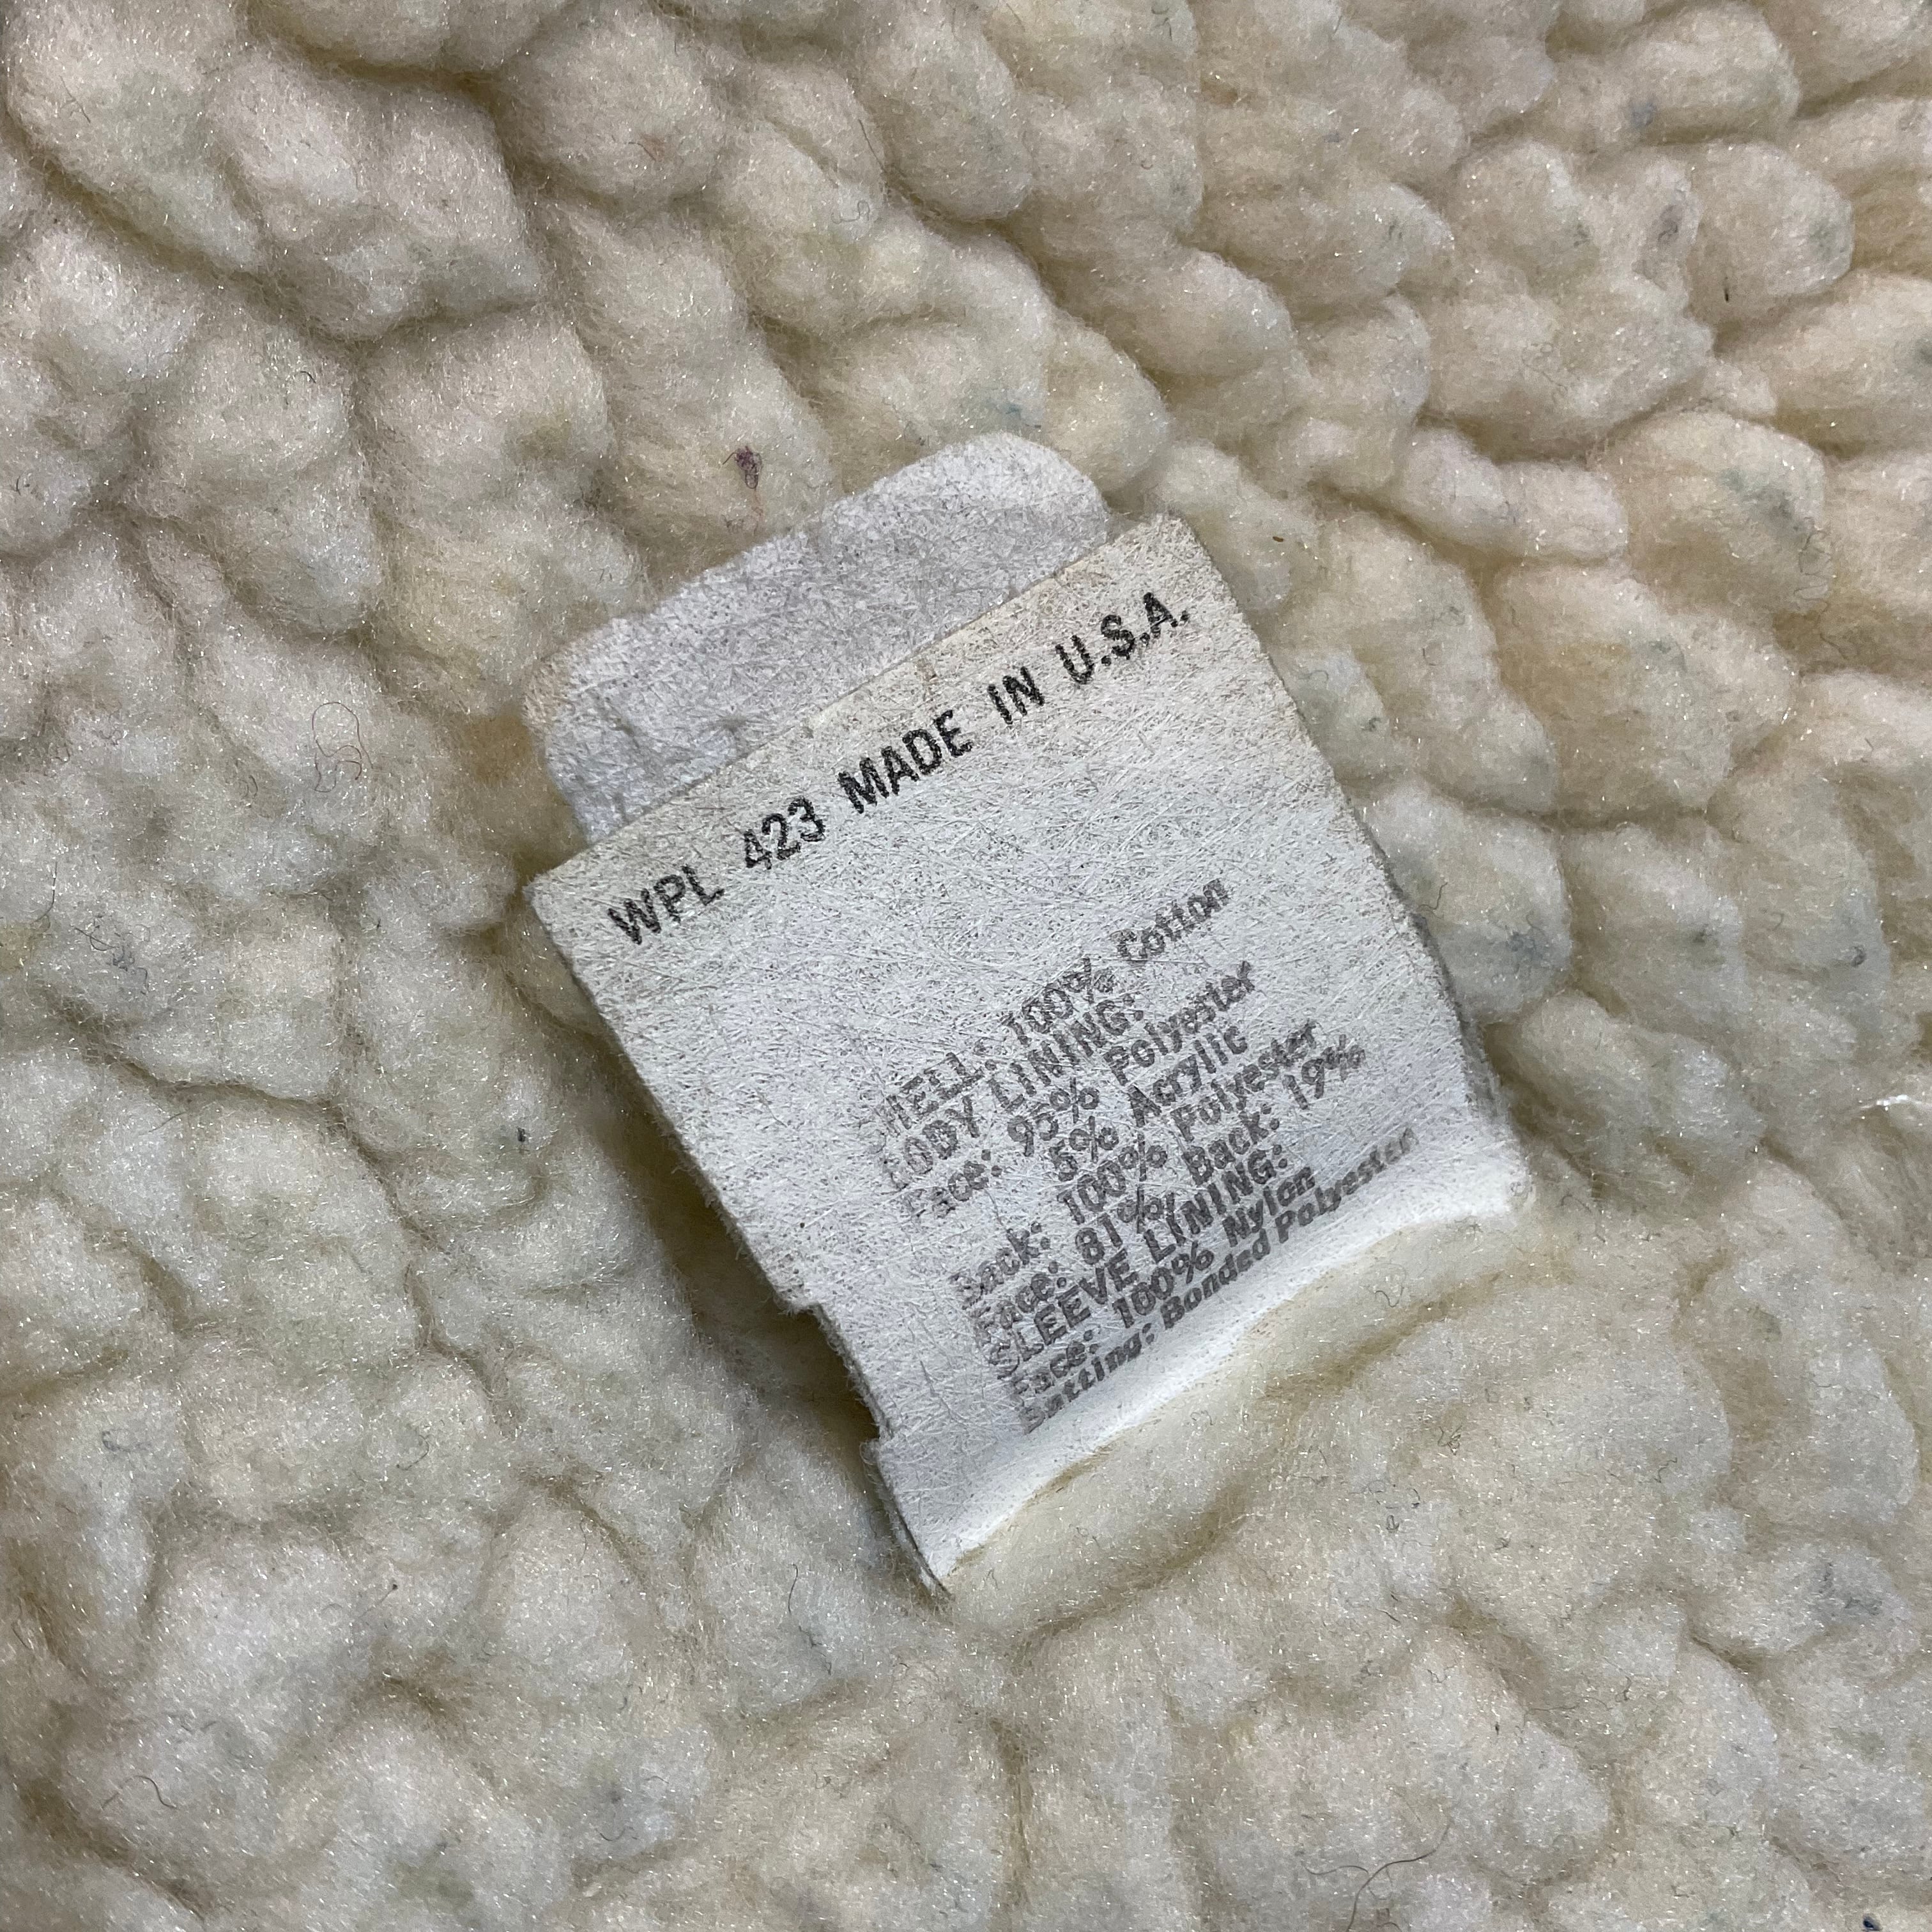 WPL 423 MADE IN U.S.A.
SHELL: 100% Cotton
BODY LINING:
Face: 95% Polyester
5% Acrylic
Back: 100% Polyester
Face: 81% Back: 19%
SLEEVE LINING:
Face: 100% Nylon
Batting: Bonded Polyester